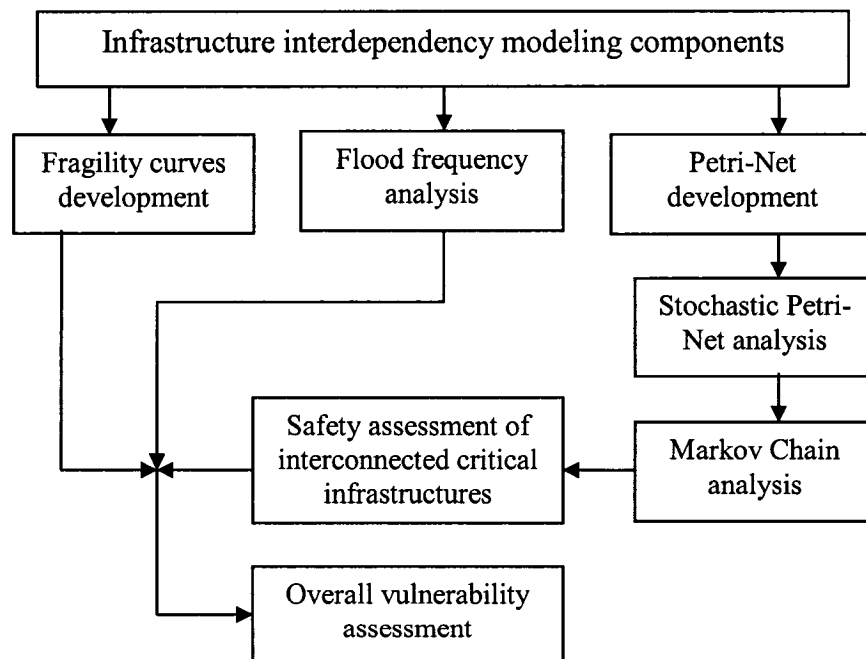 Infrastructure interdependency modeling components
Fragility curves
development
Flood frequency
analysis
Petri-Net
development
Stochastic Petri-
Net analysis
Safety assessment of
interconnected critical
infrastructures
Markov Chain
analysis
Overall vulnerability
assessment